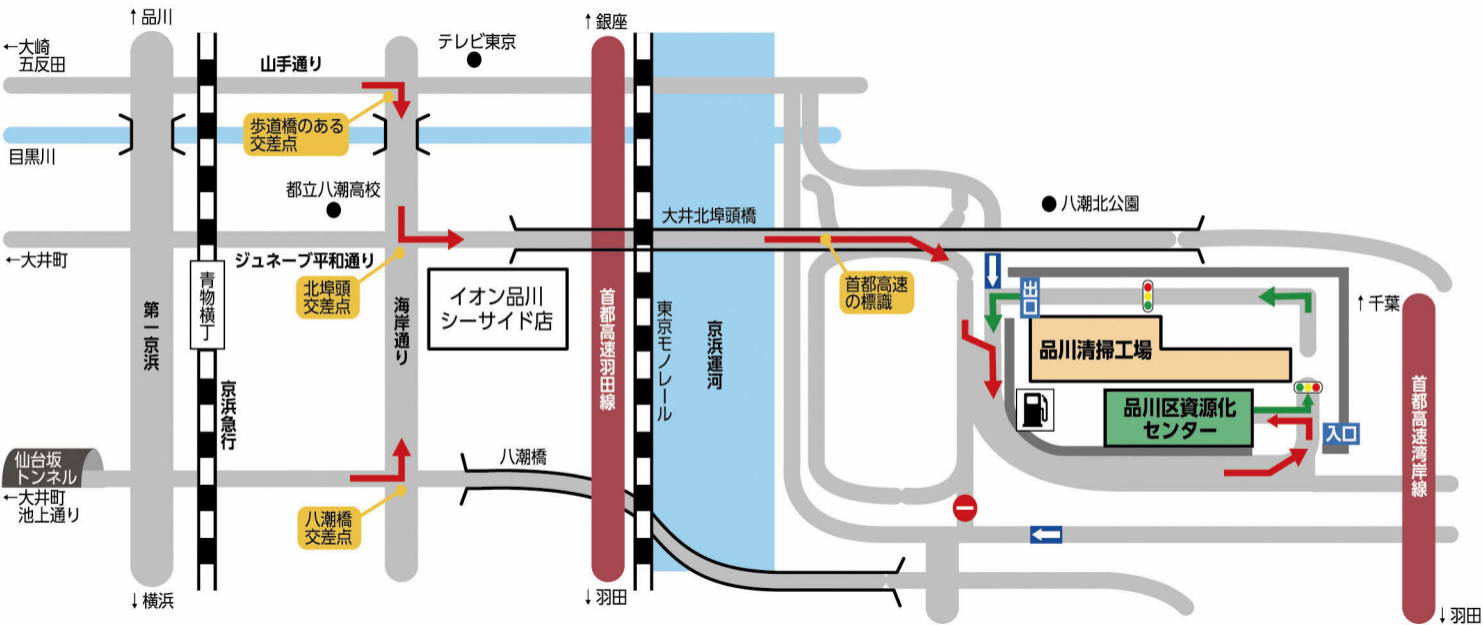 ↑品川
←大崎
五反田
山手通り
テレビ東京
↑銀座
歩道橋のある
交差点
目黒川
都立八潮高校
大井北埠頭橋
八潮北公園
←大井町
ジュネーブ平和通り
北埠頭
交差点
イオン品川
シーサイド店
首都高速
の標識
出口
↑千葉
青物横丁
第一京浜
海岸通り
首都高速羽田線
東京モノレール
京浜運河
品川清掃工場
京浜急行
品川区資源化
センター
入口
首都高速湾岸線
仙台坂
トンネル
←大井町
池上通り
八潮橋
八潮橋
交差点
↓横浜
↓羽田
↓羽田